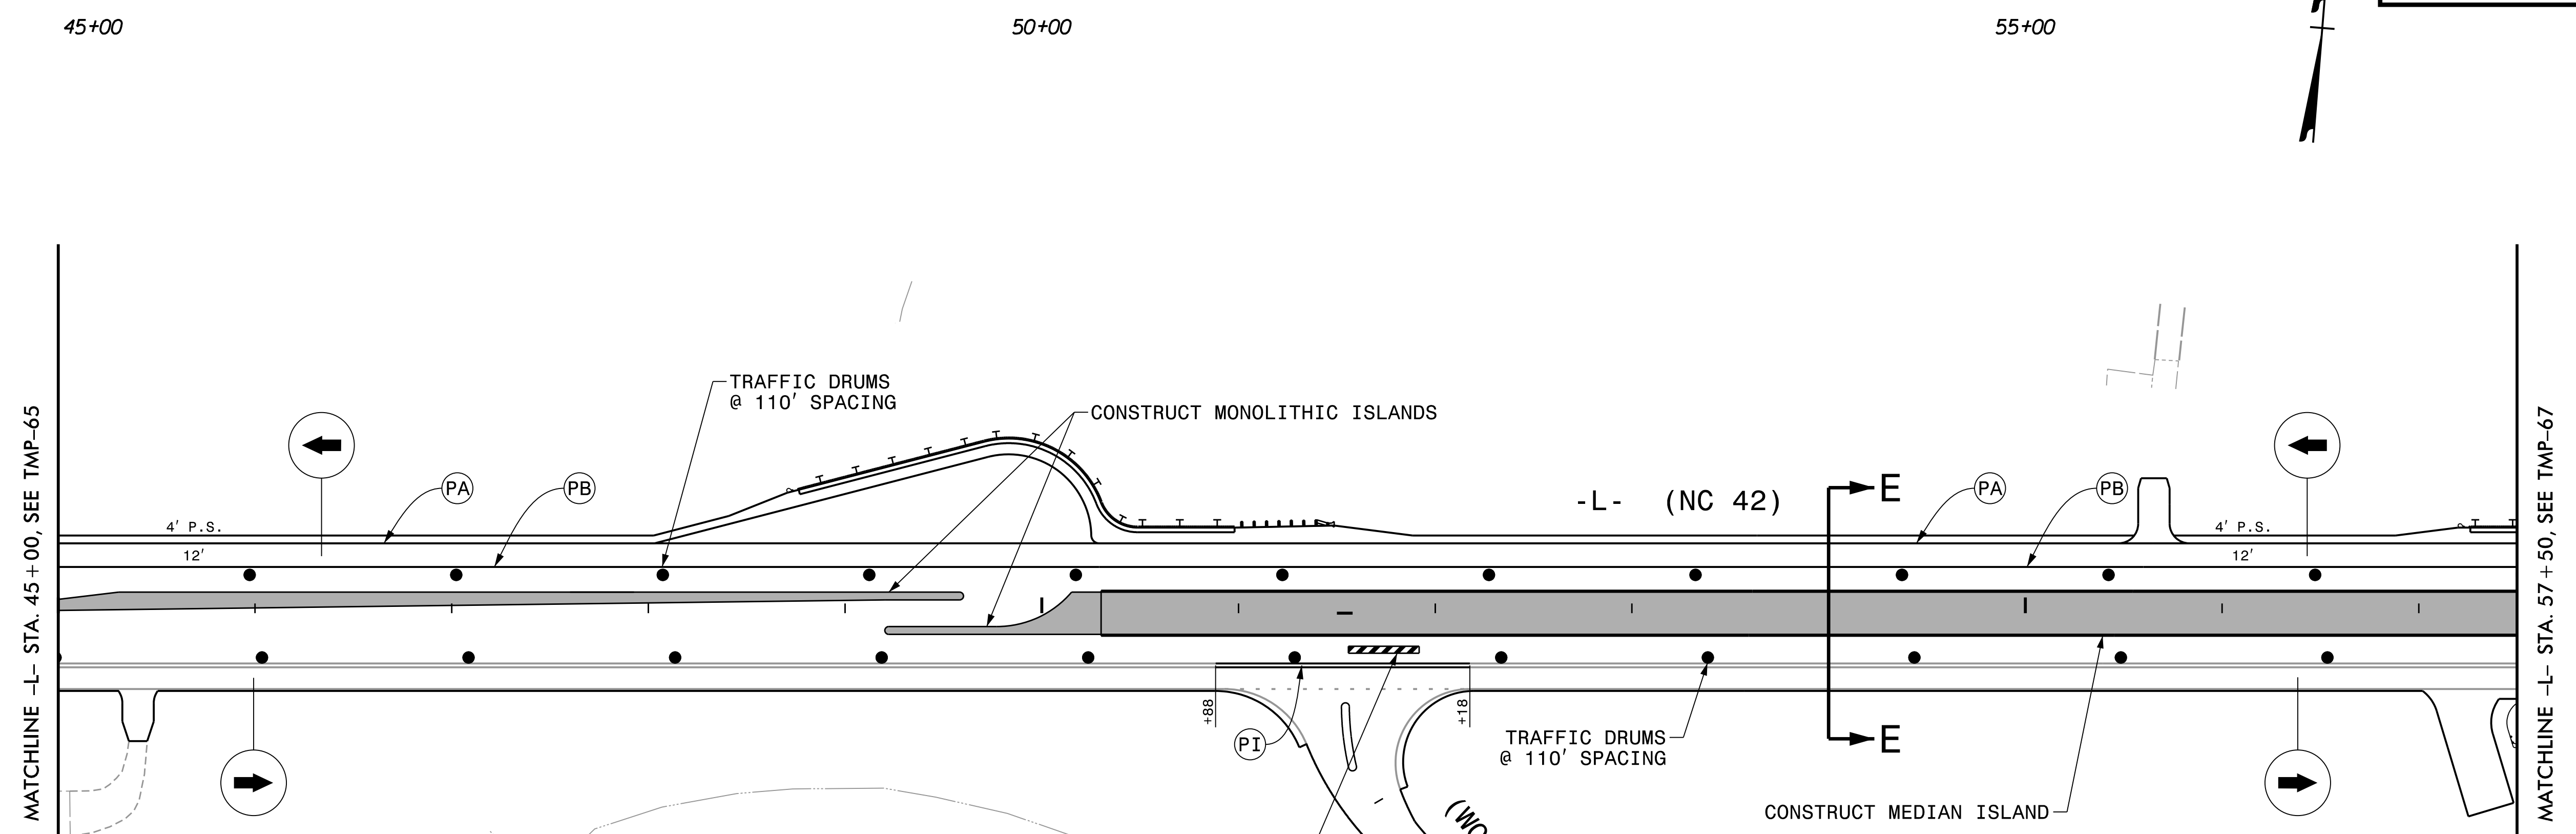 45+00
50+00
55+00
TRAFFIC DRUMS
@ 110' SPACING
CONSTRUCT MONOLITHIC ISLANDS
PA
PB
-L- (NC 42)
E
PA
PB
4' P.S.
12'
4' P.S.
12'
MATCHLINE -L- STA. 45+00, SEE TMP-65
MATCHLINE -L- STA. 57+50, SEE TMP-67
+88
+18
PI
TRAFFIC DRUMS
@ 110' SPACING
E
CONSTRUCT MEDIAN ISLAND
(WO